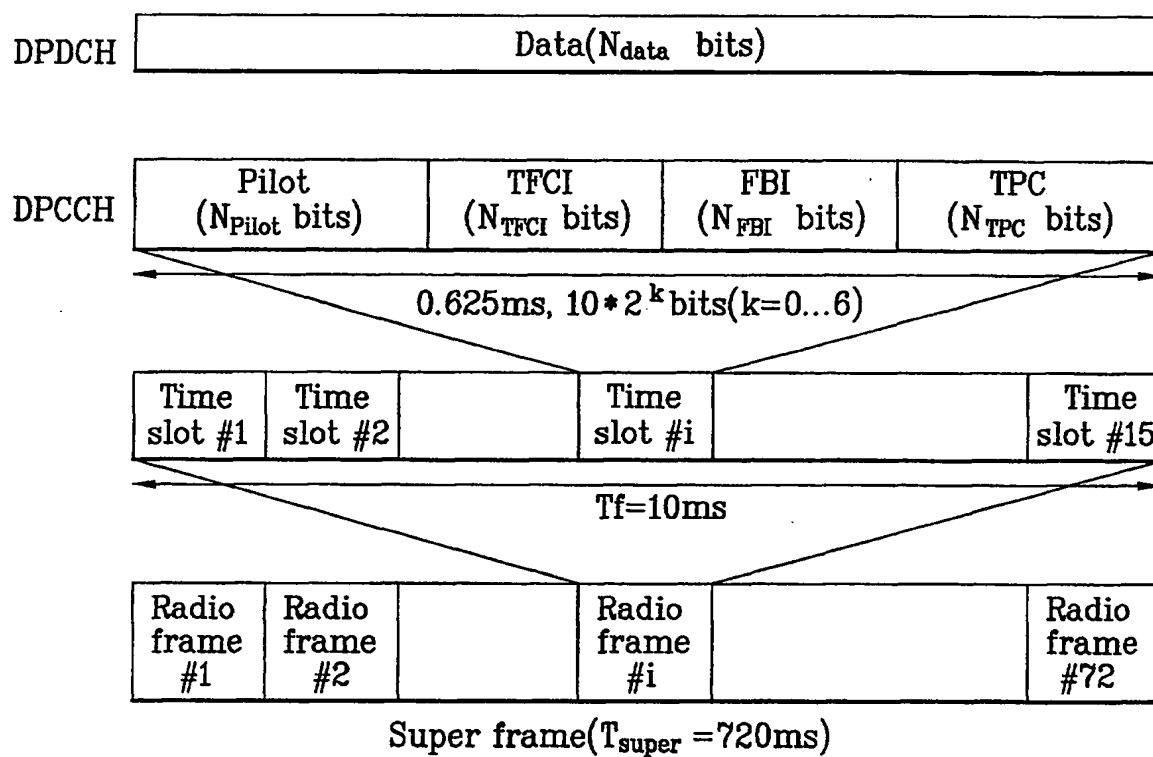 DPDCH
Data(Ndata bits)
DPCCH
Pilot
(NPilot bits)
TFCI
(NTFCI bits)
FBI
(NFBI bits)
TPC
(NTPC bits)
0.625ms, 10*2^k bits(k=0...6)
Time
slot #1
Time
slot #2
Time
slot #i
Time
slot #15
Tf=10ms
Radio
frame
#1
Radio
frame
#2
Radio
frame
#i
Radio
frame
#72
Super frame(Tsuper =720ms)